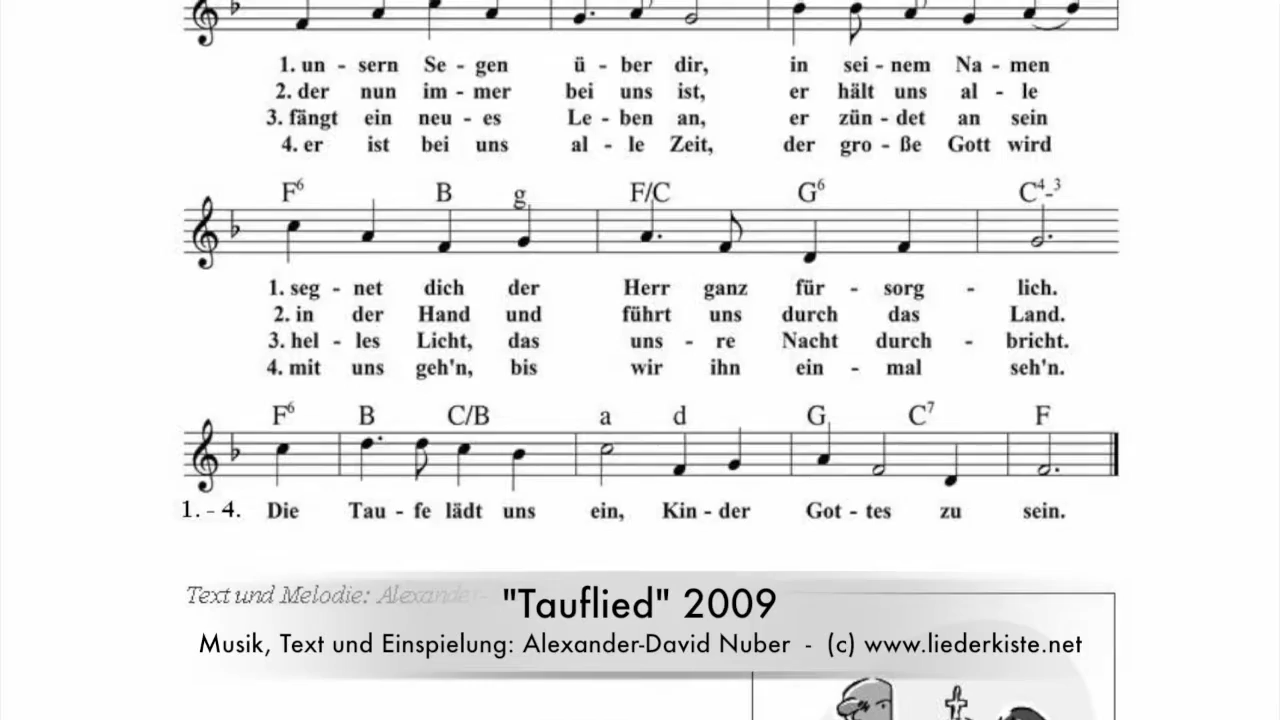 1. un - sern Se - gen ü - ber dir, in sei - nem Na - men
2. der nun im - mer bei uns ist, er hält uns al - le
3. fängt ein neu - es Le - ben an, er zün - det an sein
4. er ist bei uns al - le Zeit, der gro - ße Gott wird
F6 B g F/C G6 C4-3
1. seg - net dich der Herr ganz für - sorg - lich.
2. in der Hand und führt uns durch das Land.
3. hel - les Licht, das uns - re Nacht durch - bricht.
4. mit uns geh'n, bis wir ihn ein - mal seh'n.
F6 B C/B a d G C7 F
1. - 4. Die Tau - fe lädt uns ein, Kin - der Got - tes zu sein.
Text und Melodie: Alexander-
"Tauflied" 2009
Musik, Text und Einspielung: Alexander-David Nuber - (c) www.liederkiste.net